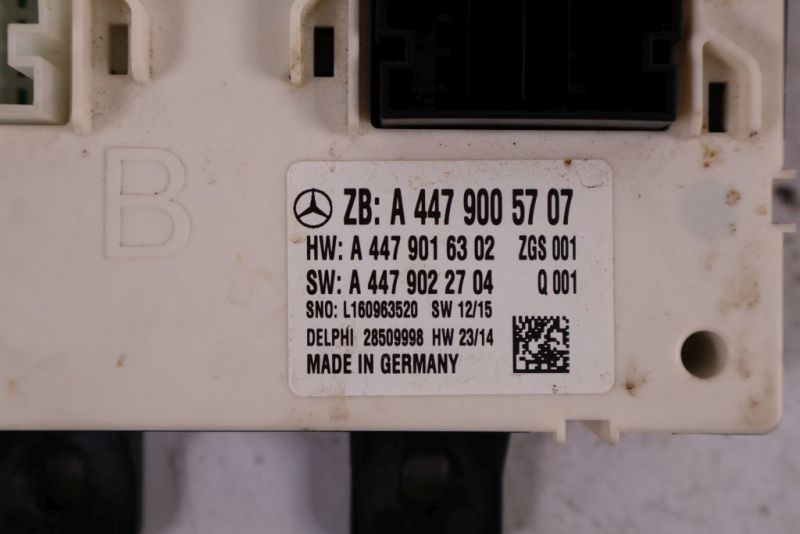 B
ZB: A 447 900 57 07
HW: A 447 901 63 02 ZGS 001
SW: A 447 902 27 04 Q 001
SNO: L160963520 SW 12/15
DELPHI 28509998 HW 23/14
MADE IN GERMANY